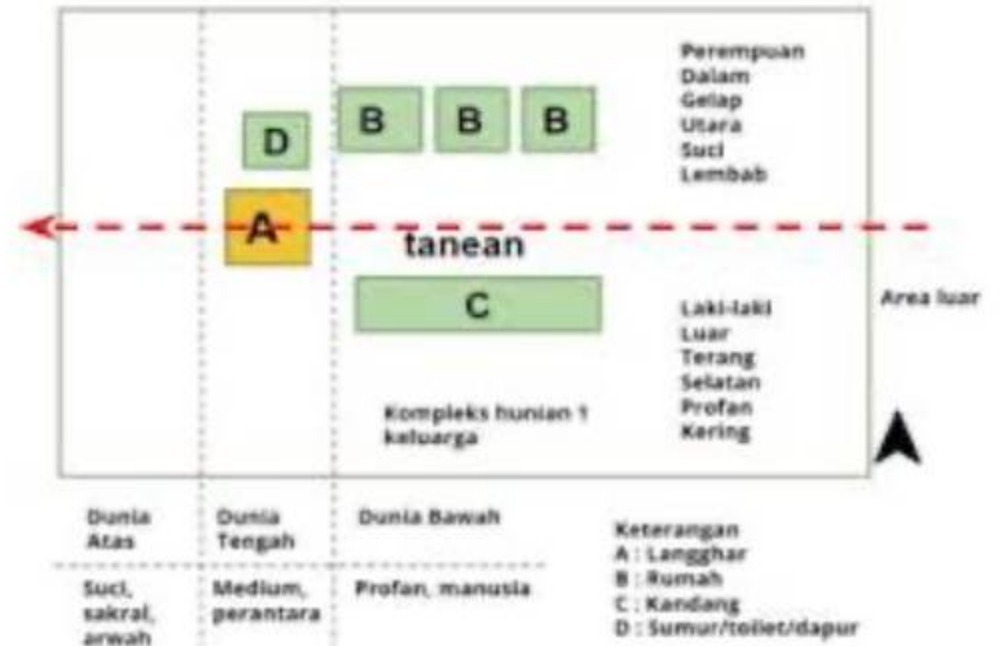 Perempuan
Dalam
Gelap
Utara
Suci
Lembab
D
B
B
B
A
tanean
C
Area luar
Laki-laki
Luar
Terang
Selatan
Profan
Kering
Kompleks hunian 1
keluarga
Dunia
Atas
Dunia
Tengah
Dunia Bawah
Suci,
sakral,
arwah
Medium,
perantara
Profan, manusia
Keterangan
A : Langghar
B : Rumah
C : Kandang
D : Sumur/toilet/dapur